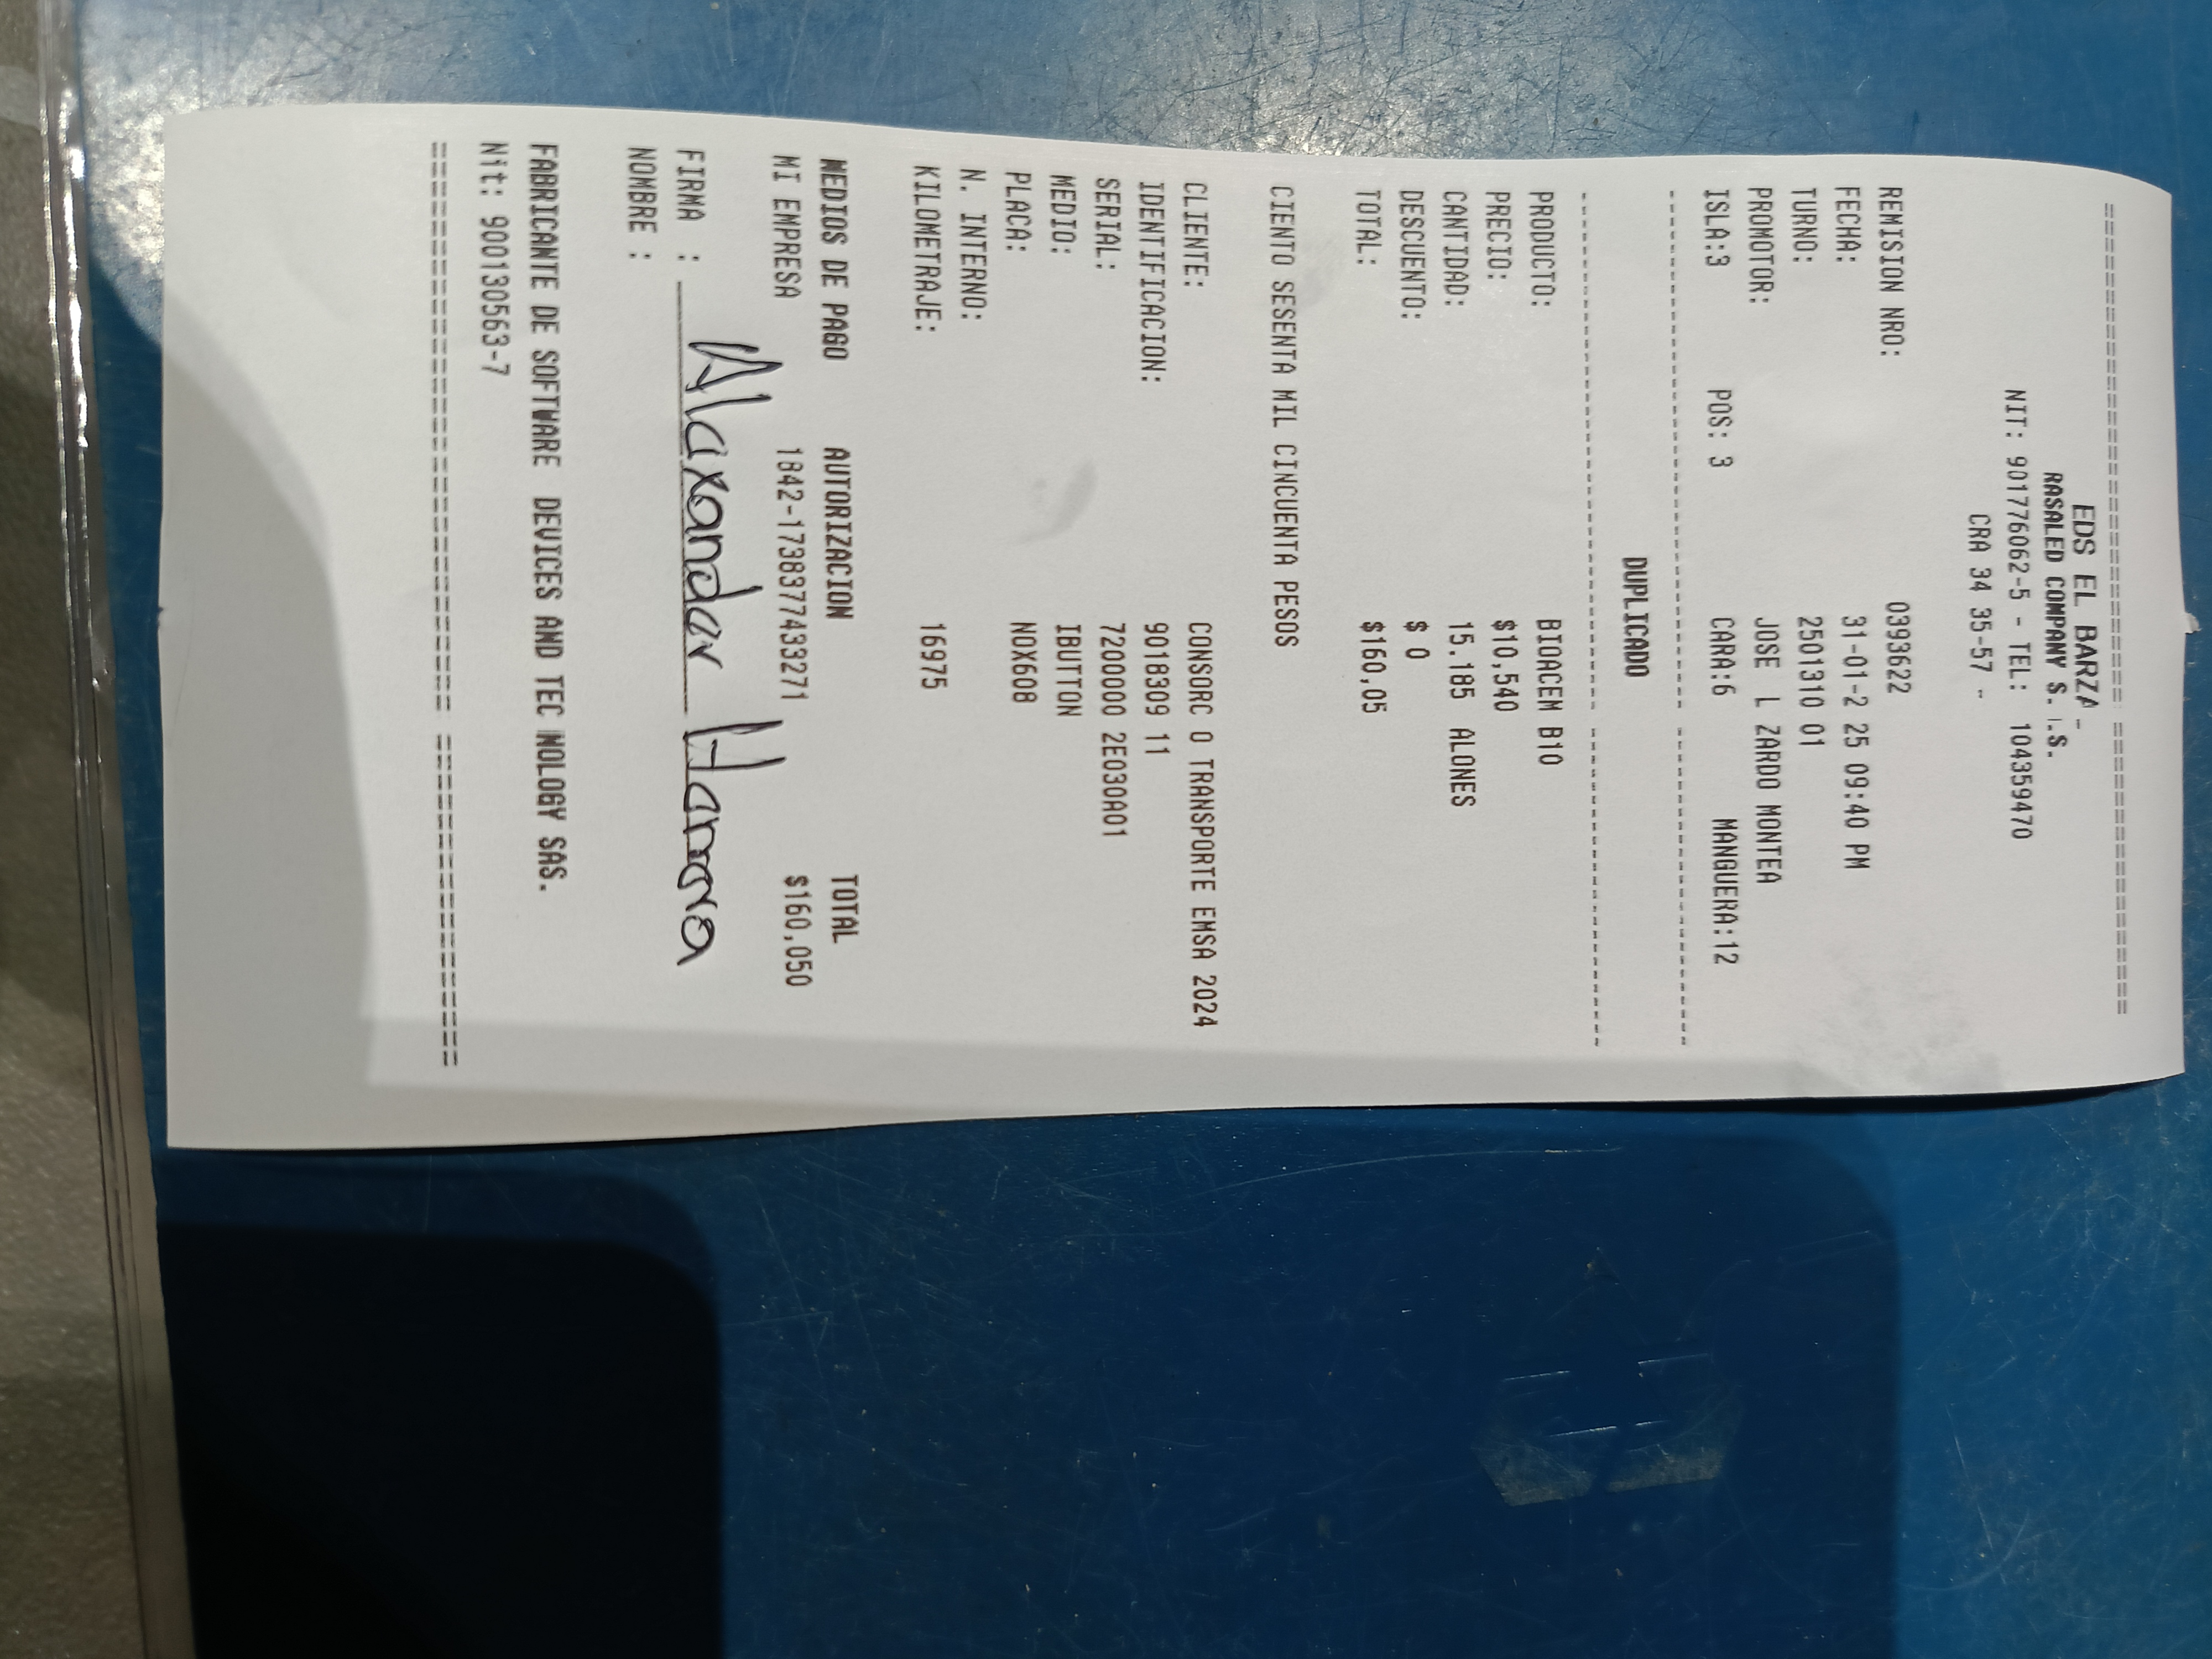 ========================== =====================
EDS EL BARZA -
RASALED COMPANY S. .S.
NIT: 901776062-5 - TEL: 104359470
CRA 34 35-57 -
REMISION NRO: 0393622
FECHA: 31-01-2 25 09:40 PM
TURNO: 2501310 01
PROMOTOR: JOSE L ZARDO MONTEA
ISLA:3 POS: 3 CARA:6 MANGUERA:12
------------------------------------------------
DUPLICADO
------------------------------------------------
PRODUCTO: BIOACEM B10
PRECIO: $10,540
CANTIDAD: 15.185 ALONES
DESCUENTO: $ 0
TOTAL: $160,05
CIENTO SESENTA MIL CINCUENTA PESOS
CLIENTE: CONSORC O TRANSPORTE EMSA 2024
IDENTIFICACION: 9018309 11
SERIAL: 7200000 2E030A01
MEDIO: IBUTTON
PLACA: NOX608
N. INTERNO:
KILOMETRAJE: 16975
MEDIOS DE PAGO AUTORIZACION TOTAL
MI EMPRESA 1842-1738377433271 $160,050
FIRMA : Alexander Herrera
NOMBRE :
FABRICANTE DE SOFTWARE DEVICES AND TEC NOLOGY SAS.
Nit: 900130563-7
========================== =====================